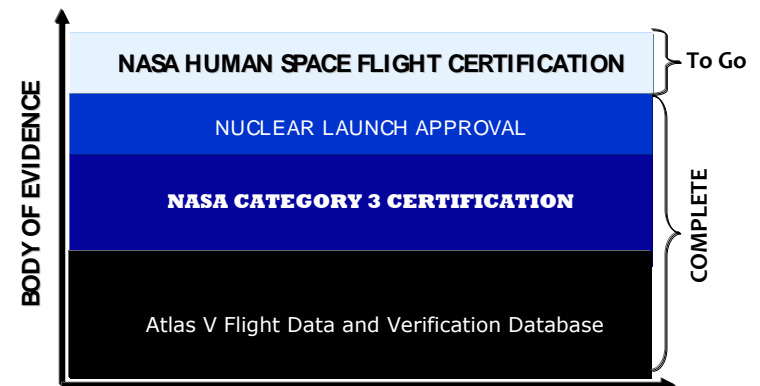 NASA HUMAN SPACE FLIGHT CERTIFICATION
To Go
NUCLEAR LAUNCH APPROVAL
NASA CATEGORY 3 CERTIFICATION
Atlas V Flight Data and Verification Database
BODY OF EVIDENCE
COMPLETE